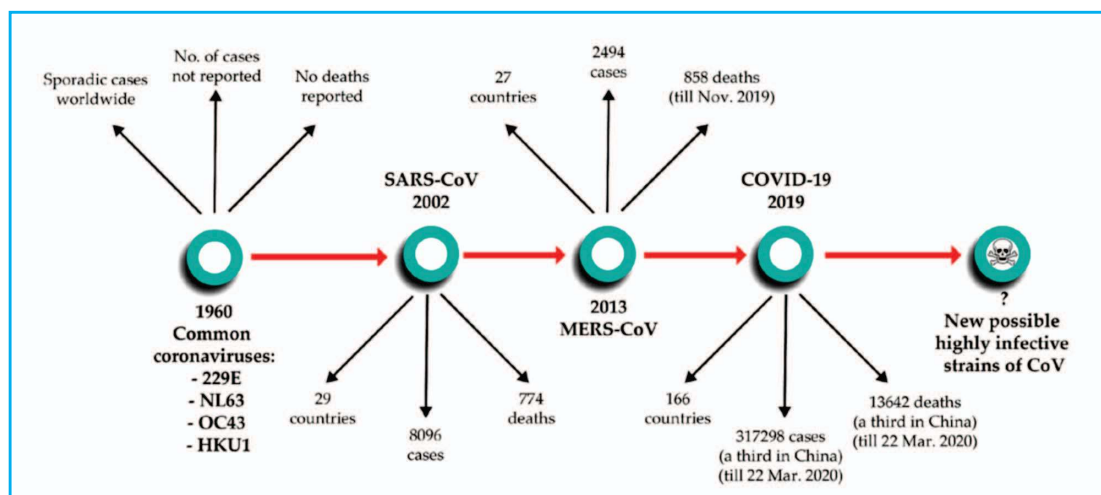 Sporadic cases
worldwide
No. of cases
not reported
No deaths
reported
1960
Common
coronaviruses:
- 229E
- NL63
- OC43
- HKU1
SARS-CoV
2002
29
countries
8096
cases
774
deaths
27
countries
2494
cases
858 deaths
(till Nov. 2019)
2013
MERS-CoV
COVID-19
2019
166
countries
317298 cases
(a third in China)
(till 22 Mar. 2020)
13642 deaths
(a third in China)
(till 22 Mar. 2020)
?
New possible
highly infective
strains of CoV